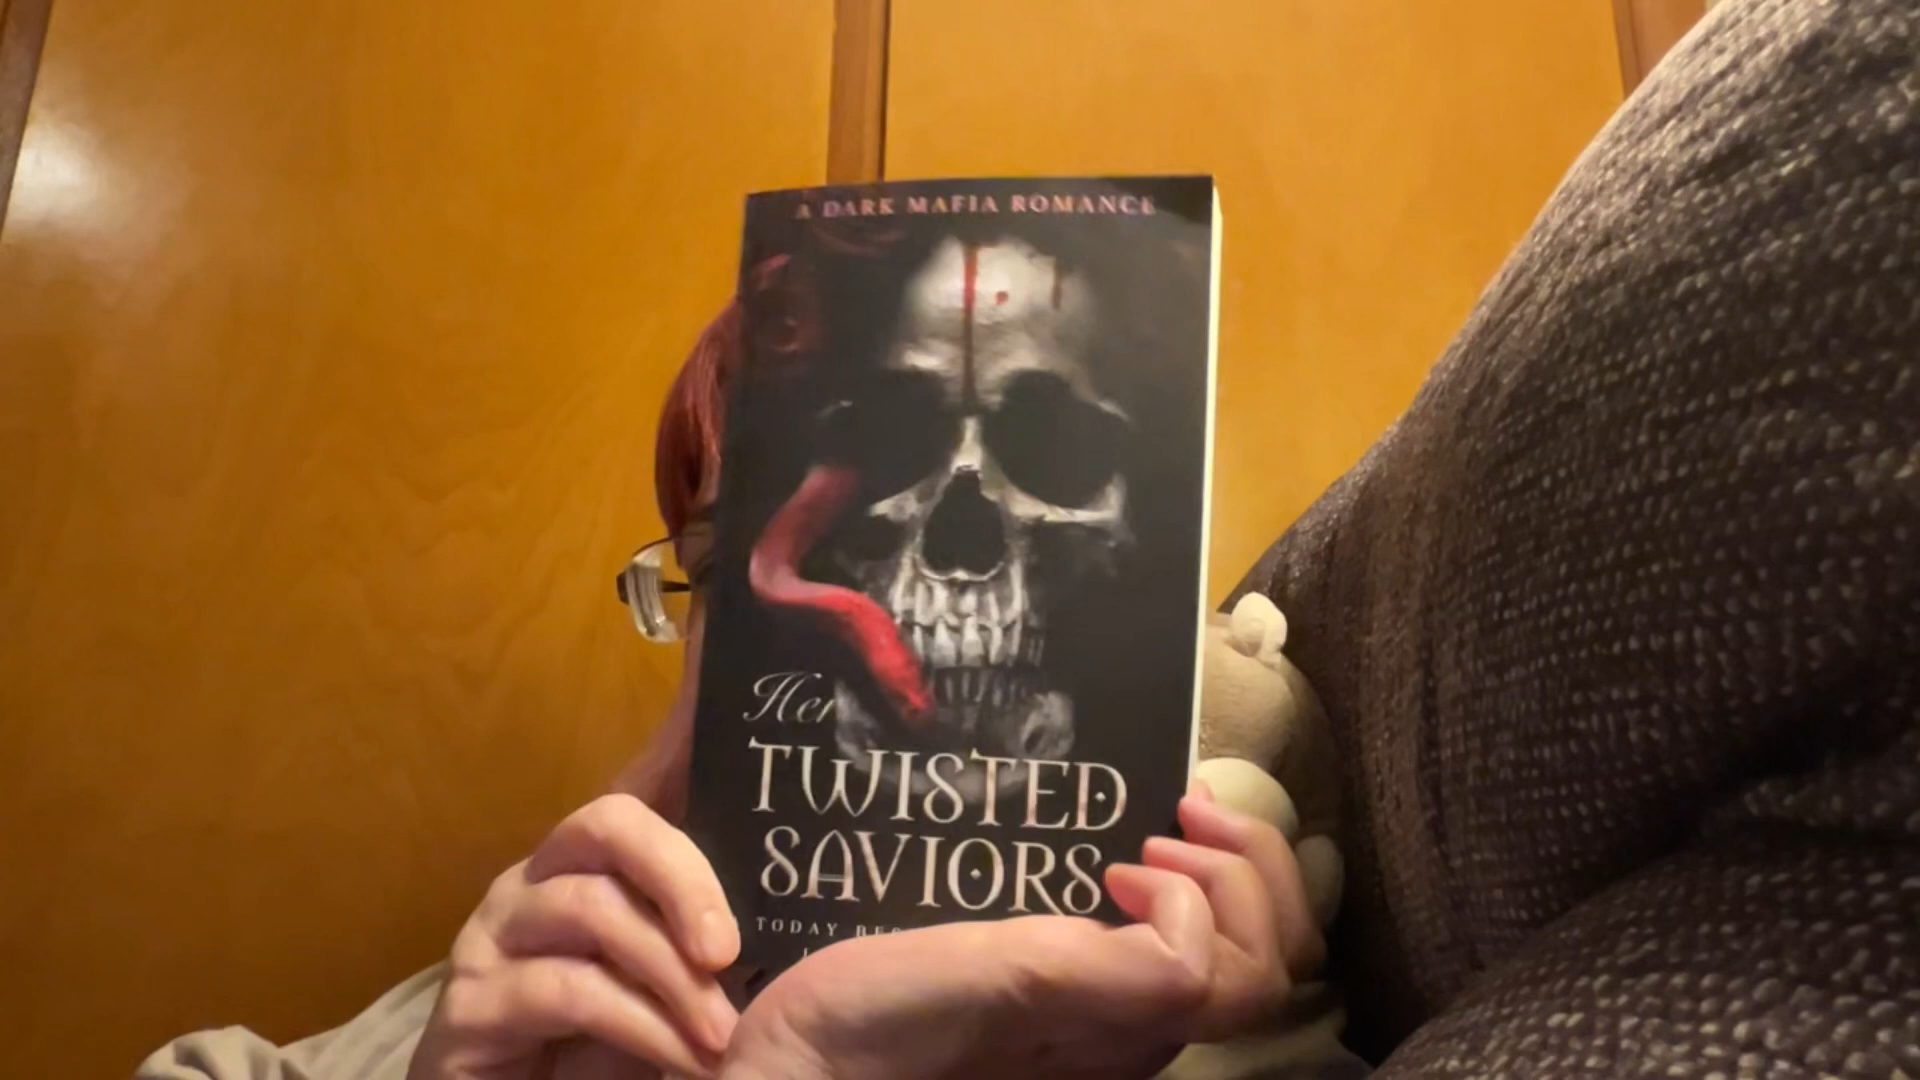 A DARK MAFIA ROMANCE
Her
TWISTED
SAVIORS
TODAY